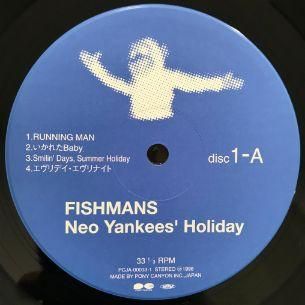 1.RUNNING MAN
2.いかれたBaby
3.Smilin' Days, Summer Holiday
4.エヴリデイ・エヴリナイト
disc 1-A
FISHMANS
Neo Yankees' Holiday
33 1/3 RPM
STEREO
MADE BY PONY CANYON INC. JAPAN